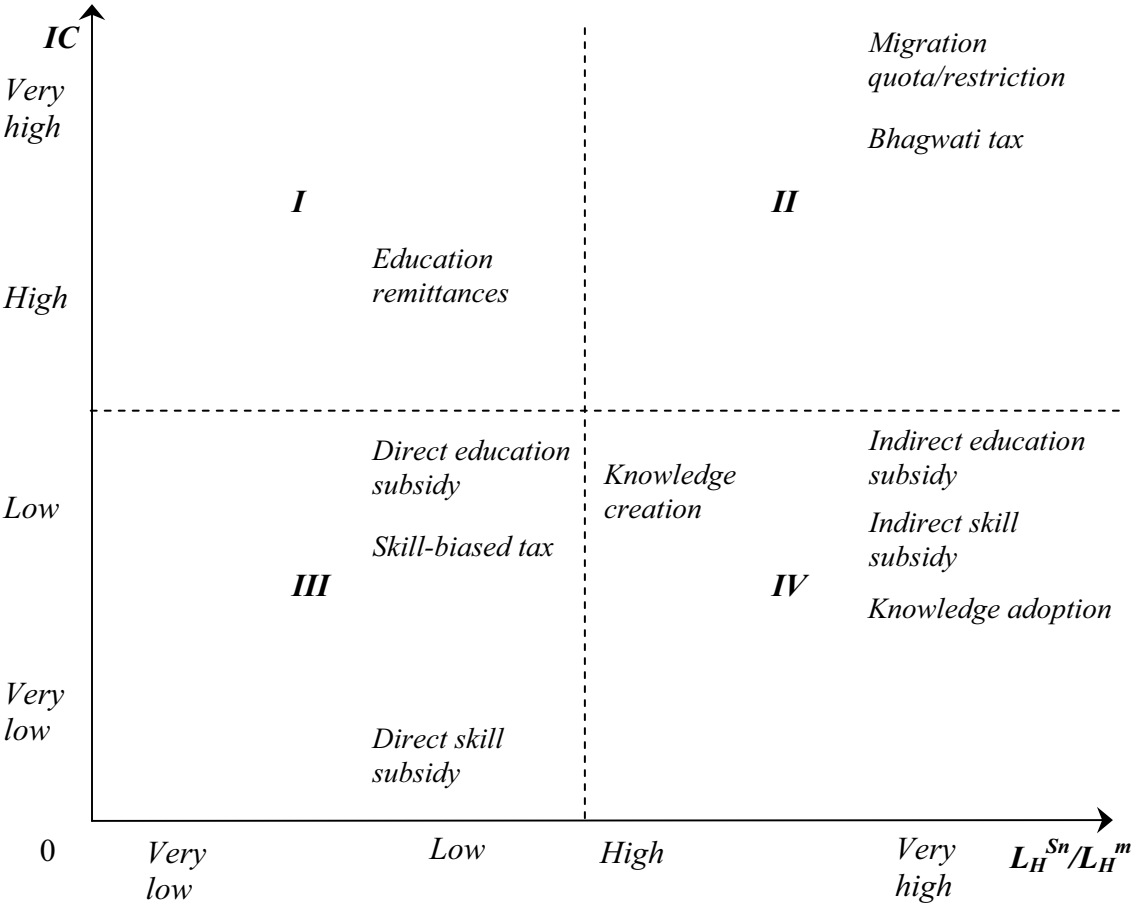 IC
Very
high
Migration
quota/restriction
Bhagwati tax
I
II
Education
remittances
High
Direct education
subsidy
Skill-biased tax
Knowledge
creation
Indirect education
subsidy
Indirect skill
subsidy
Knowledge adoption
Low
III
IV
Very
low
Direct skill
subsidy
0
Very
low
Low
High
Very
high
L_H^Sn/L_H^m